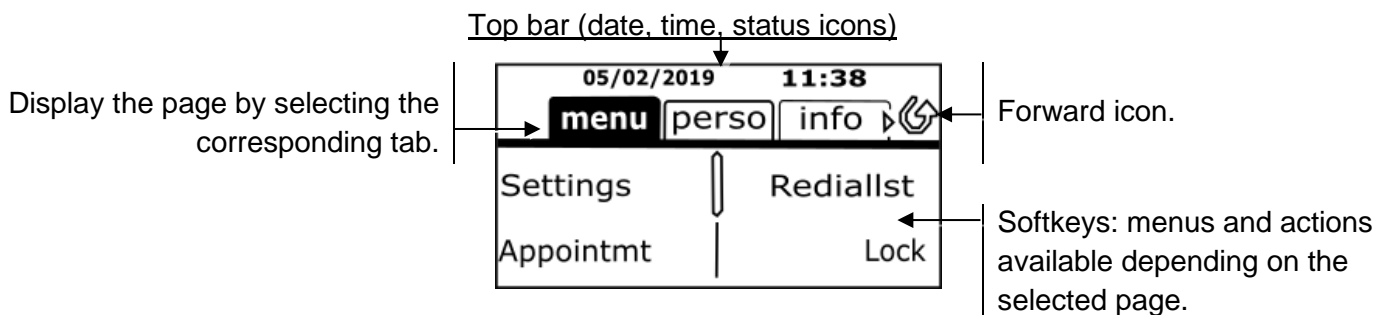 Top bar (date, time, status icons)
05/02/2019 11:38
Display the page by selecting the
corresponding tab.
menu perso info
Forward icon.
Settings Rediallst
Appointmt Lock
Softkeys: menus and actions
available depending on the
selected page.